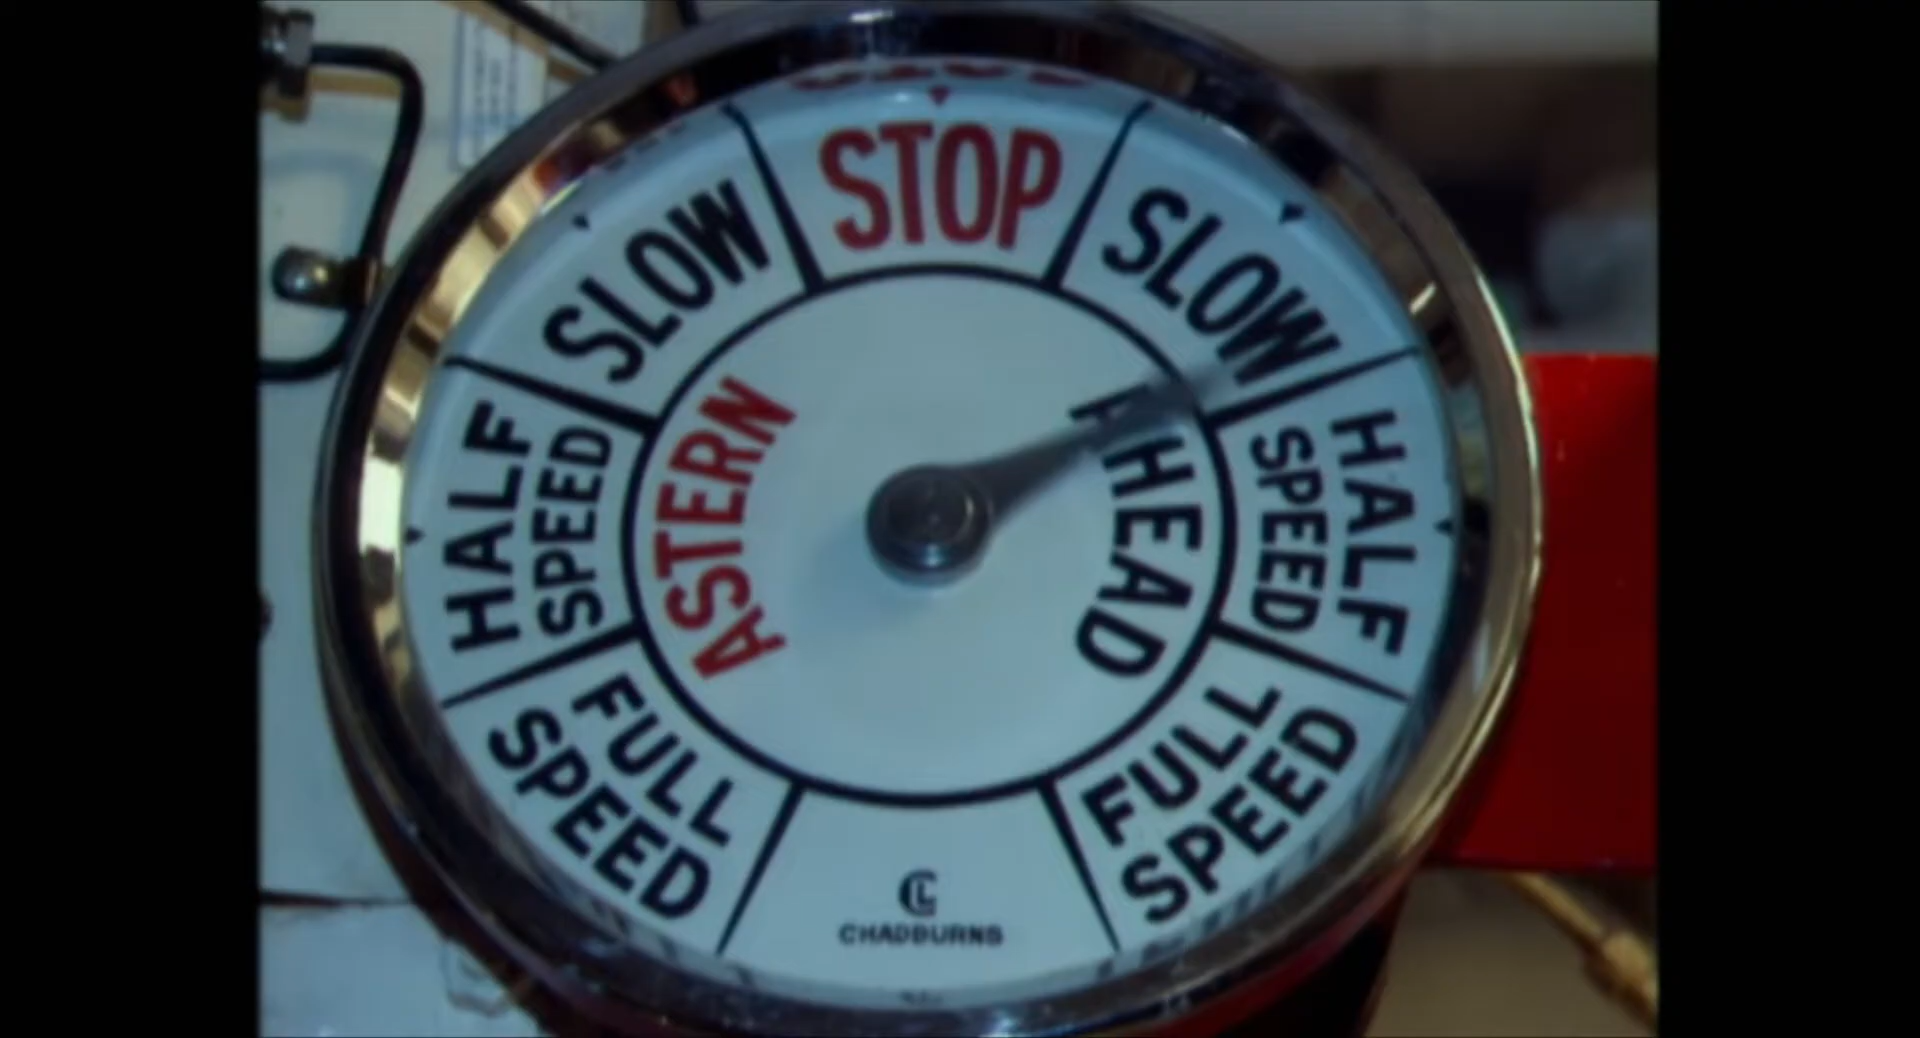 STOP
SLOW
SLOW
HALF
SPEED
HALF
SPEED
ASTERN
AHEAD
FULL
SPEED
FULL
SPEED
CHADBURNS